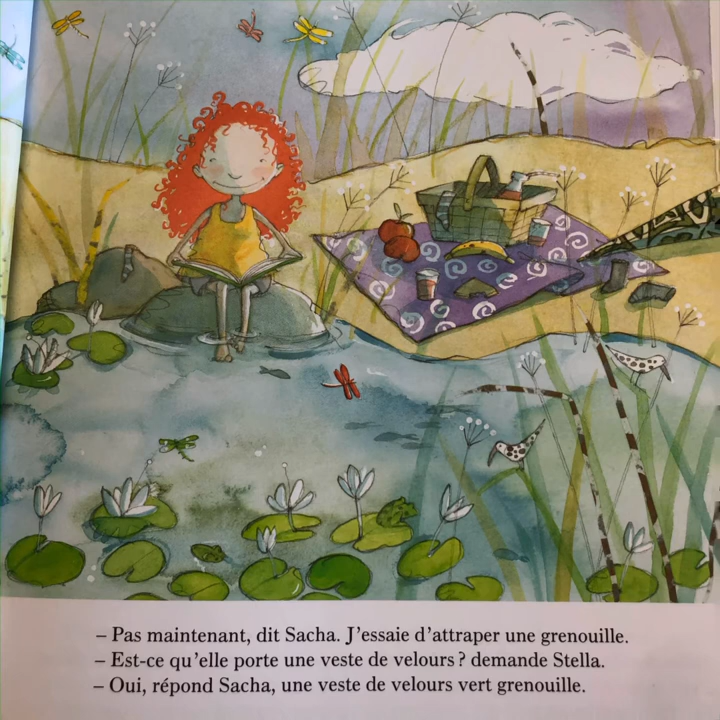 – Pas maintenant, dit Sacha. J'essaie d'attraper une grenouille.
– Est-ce qu'elle porte une veste de velours ? demande Stella.
– Oui, répond Sacha, une veste de velours vert grenouille.